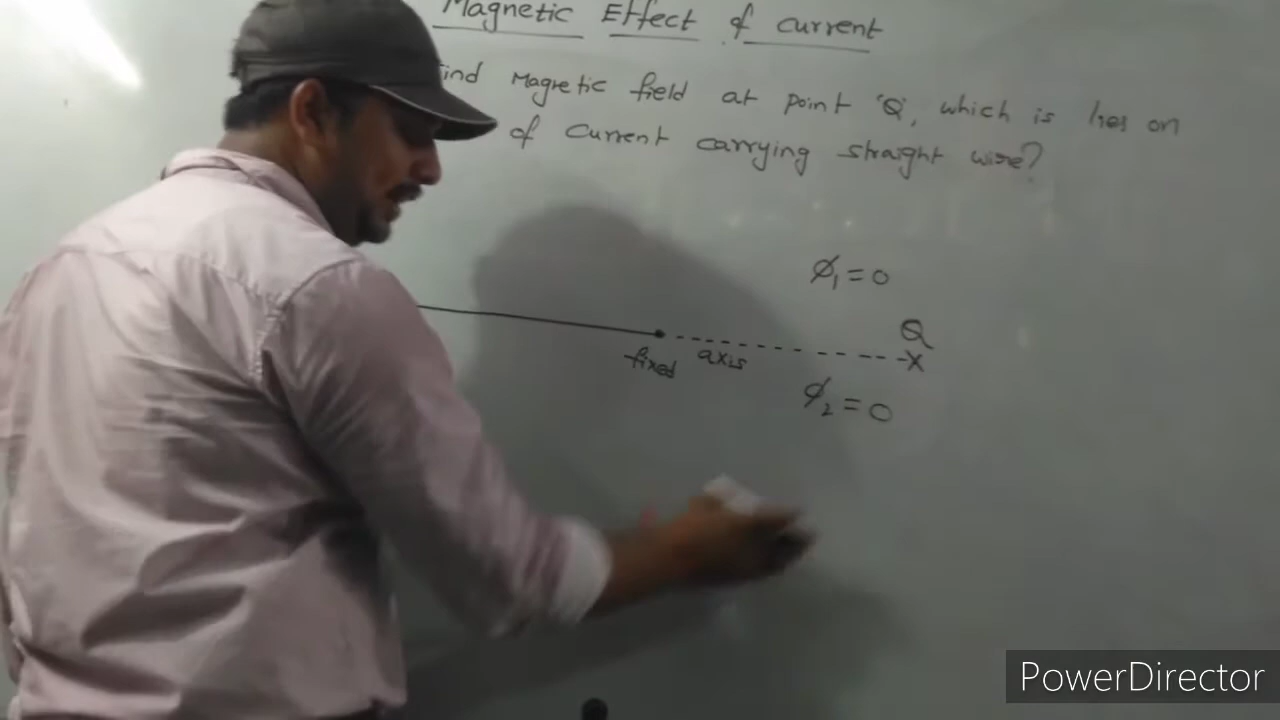 Magnetic Effect of current
ind Magnetic field at point 'Q', which is lies on
of current carrying straight wire?
ϕ₁ = 0
Q
X
fixed axis
ϕ₂ = 0
PowerDirector